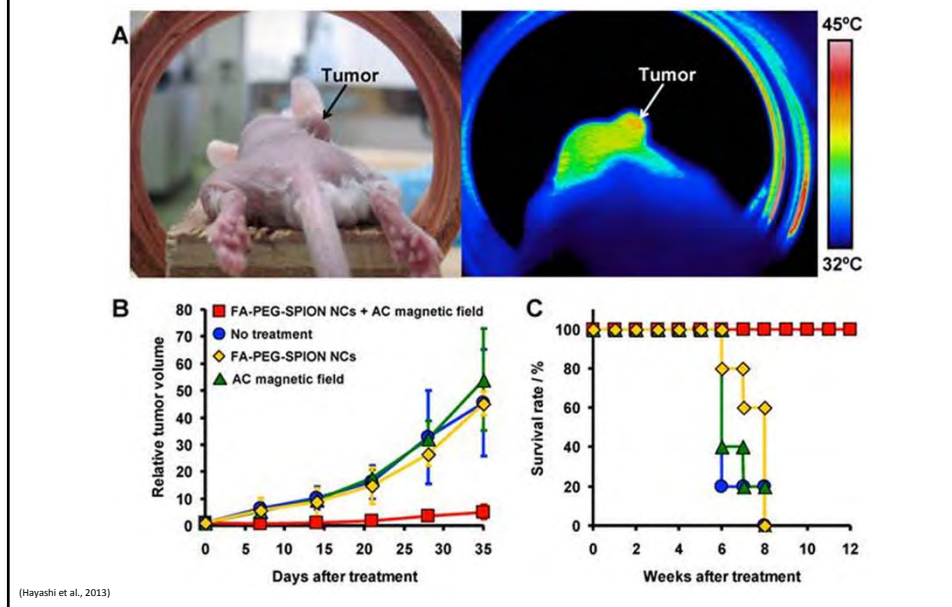 A
Tumor
Tumor
45ºC
32ºC
B
FA-PEG-SPION NCs + AC magnetic field
No treatment
FA-PEG-SPION NCs
AC magnetic field
Relative tumor volume
80
70
60
50
40
30
20
10
0
0 5 10 15 20 25 30 35
Days after treatment
C
Survival rate / %
100
80
60
40
20
0
0 2 4 6 8 10 12
Weeks after treatment
(Hayashi et al., 2013)